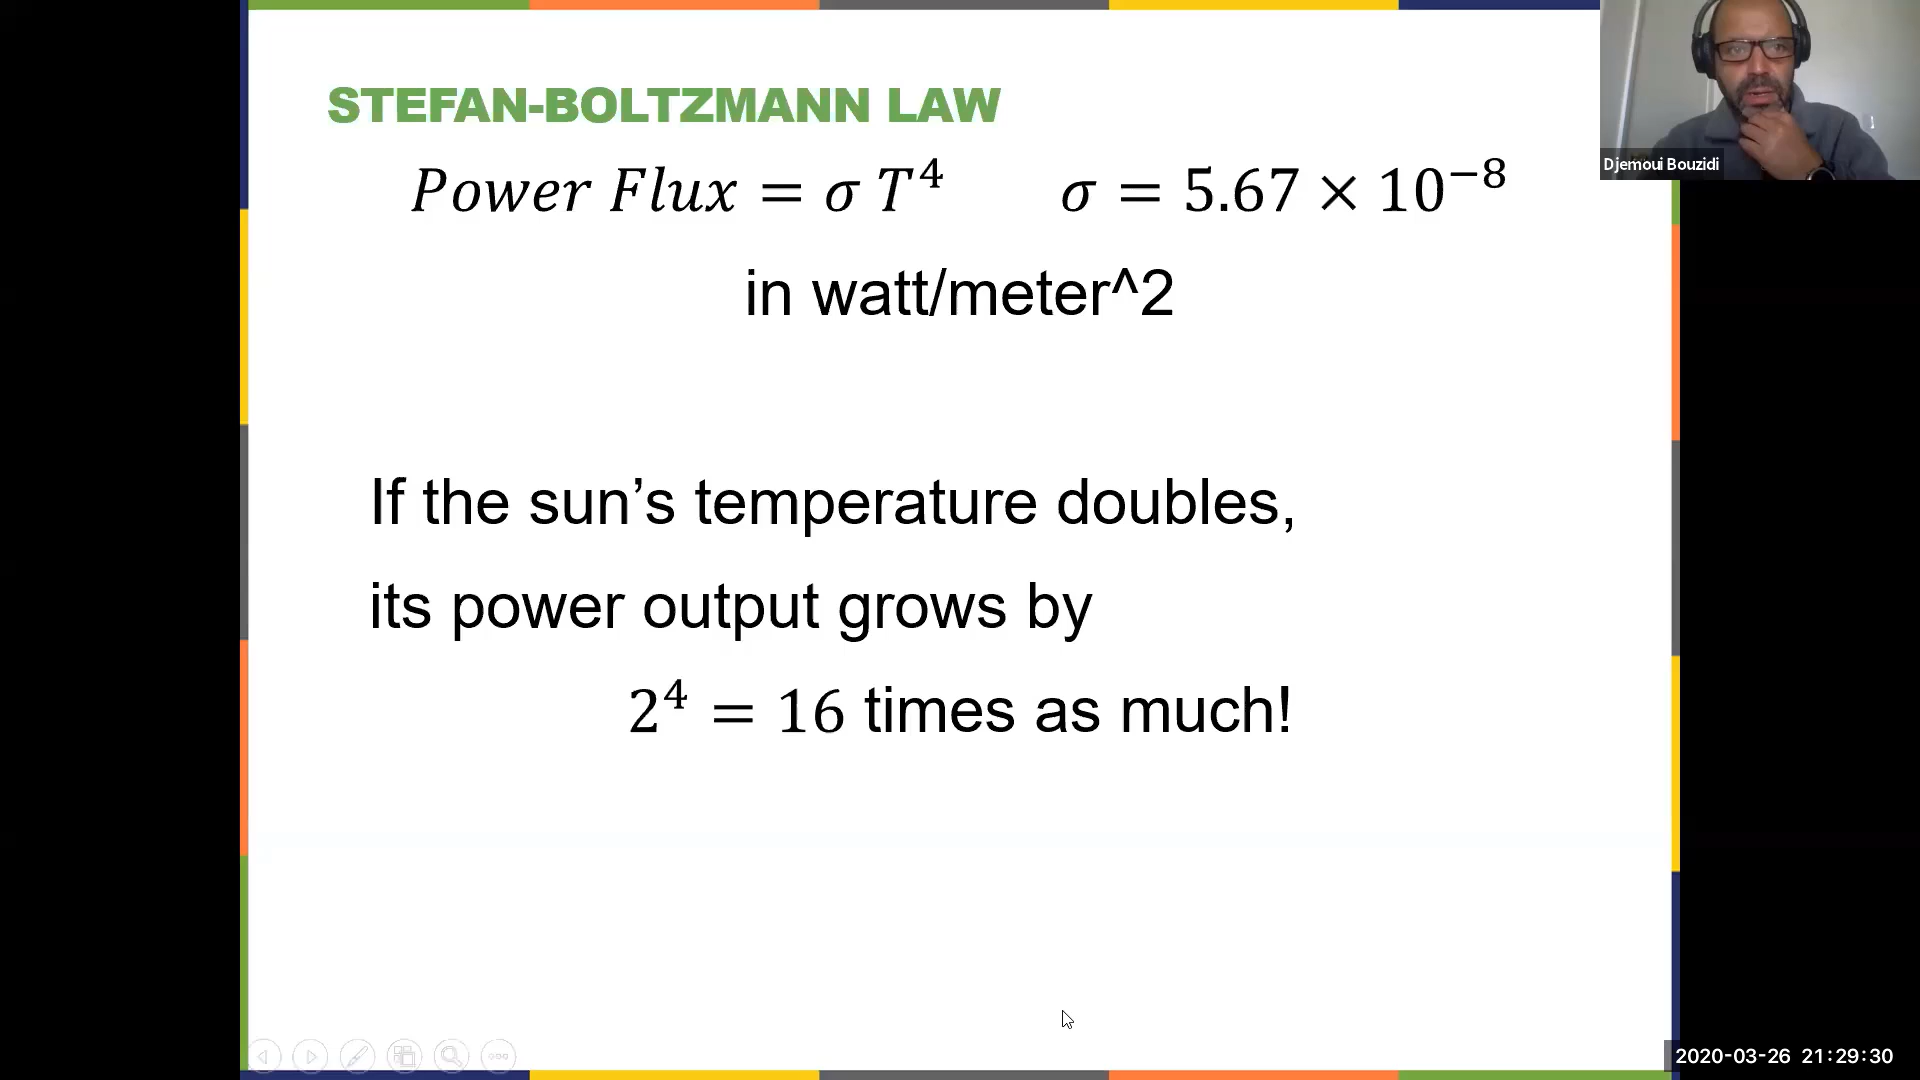 STEFAN-BOLTZMANN LAW
Power Flux = σ T⁴ σ = 5.67 × 10⁻⁸
in watt/meter^2
If the sun’s temperature doubles,
its power output grows by
2⁴ = 16 times as much!
Djemoui Bouzidi
2020-03-26 21:29:30